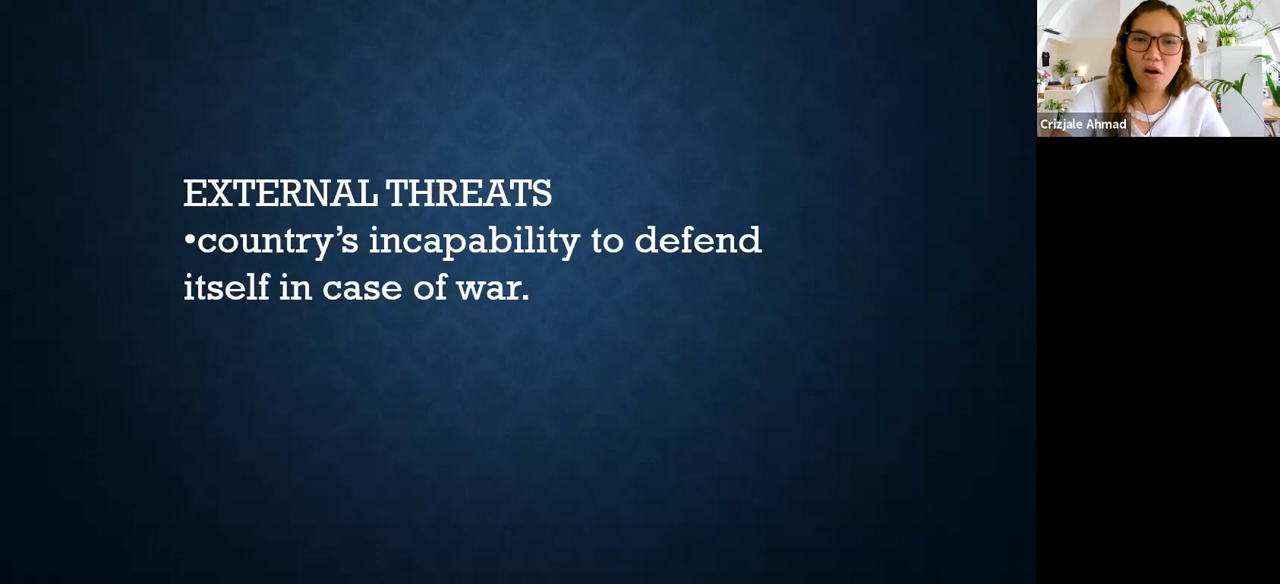 EXTERNAL THREATS
•country’s incapability to defend
itself in case of war.
Crizjale Ahmad